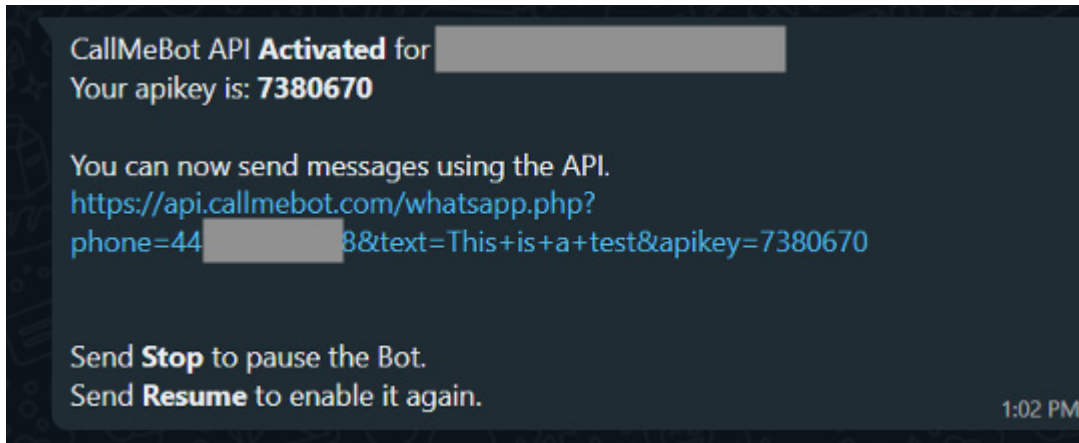 CallMeBot API Activated for
Your apikey is: 7380670
You can now send messages using the API.
https://api.callmebot.com/whatsapp.php?
phone=44 8&text=This+is+a+test&apikey=7380670
Send Stop to pause the Bot.
Send Resume to enable it again.
1:02 PM